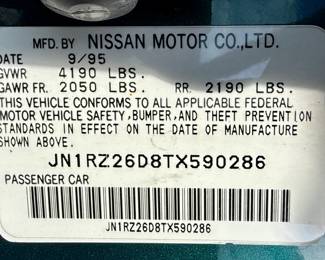 MFD. BY NISSAN MOTOR CO., LTD.
DATE 9/95
GVWR 4190 LBS.
GAWR FR. 2050 LBS. RR. 2190 LBS.
THIS VEHICLE CONFORMS TO ALL APPLICABLE FEDERAL
MOTOR VEHICLE SAFETY, BUMPER, AND THEFT PREVENTION
STANDARDS IN EFFECT ON THE DATE OF MANUFACTURE
SHOWN ABOVE.
JN1RZ26D8TX590286
PASSENGER CAR
JN1RZ26D8TX590286